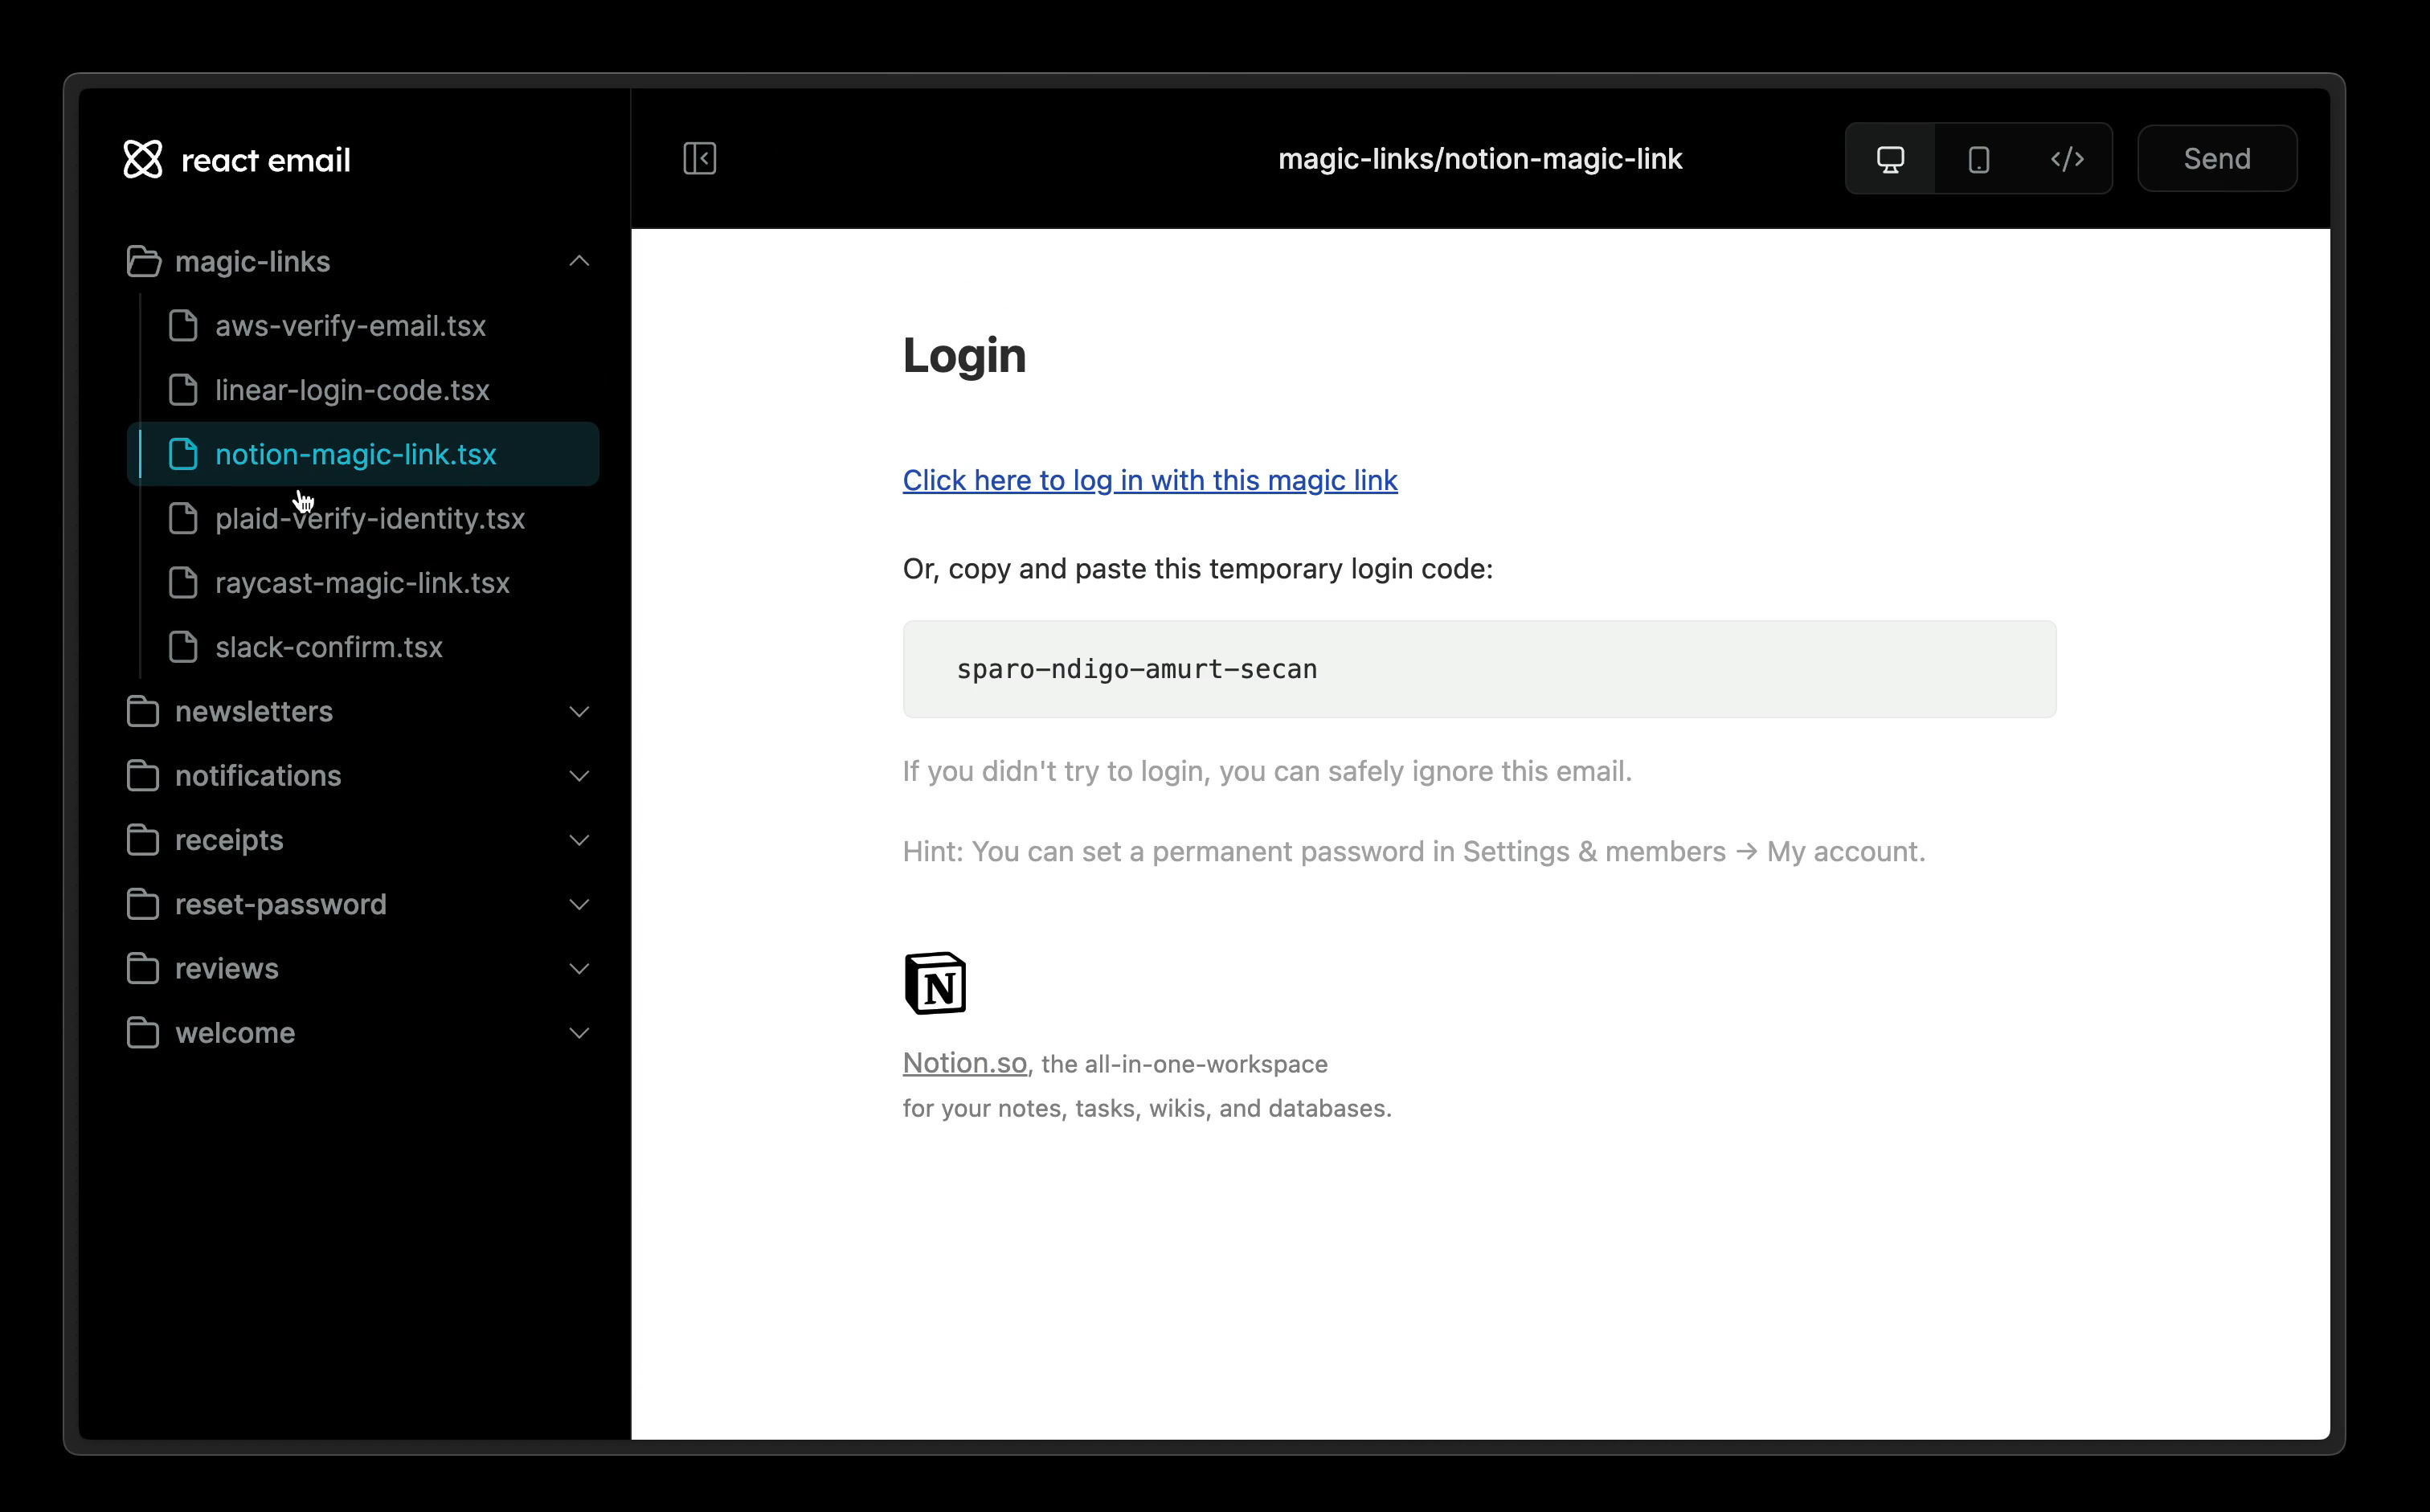 react email
magic-links/notion-magic-link
Send
magic-links
aws-verify-email.tsx
linear-login-code.tsx
notion-magic-link.tsx
plaid-verify-identity.tsx
raycast-magic-link.tsx
slack-confirm.tsx
newsletters
notifications
receipts
reset-password
reviews
welcome
Login
Click here to log in with this magic link
Or, copy and paste this temporary login code:
sparo-ndigo-amurt-secan
If you didn't try to login, you can safely ignore this email.
Hint: You can set a permanent password in Settings & members → My account.
N
Notion.so, the all-in-one-workspace
for your notes, tasks, wikis, and databases.